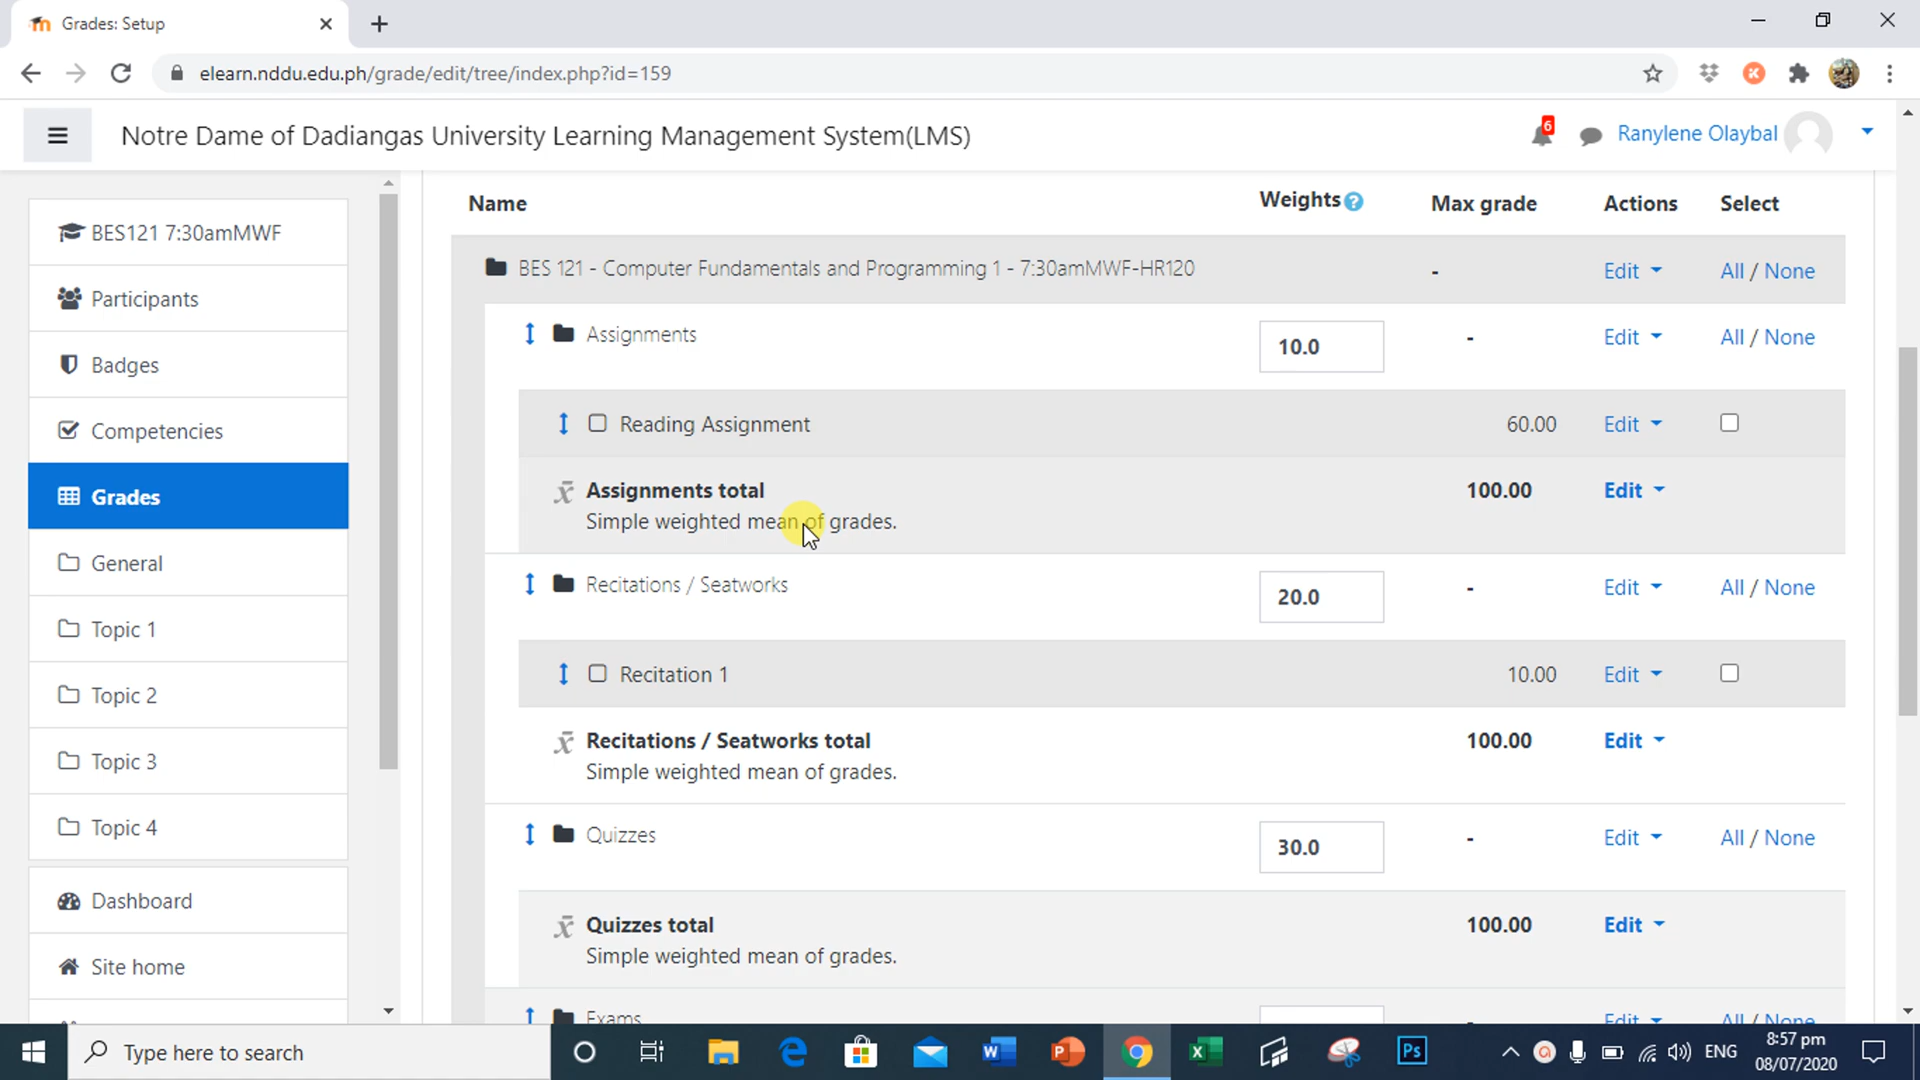 Grades: Setup
elearn.nddu.edu.ph/grade/edit/tree/index.php?id=159
Notre Dame of Dadiangas University Learning Management System(LMS)
6
Ranylene Olaybal
BES121 7:30amMWF
Participants
Badges
Competencies
Grades
General
Topic 1
Topic 2
Topic 3
Topic 4
Dashboard
Site home
Name Weights Max grade Actions Select
BES 121 - Computer Fundamentals and Programming 1 - 7:30amMWF-HR120 - Edit All / None
Assignments 10.0 - Edit All / None
Reading Assignment 60.00 Edit
Assignments total 100.00 Edit
Simple weighted mean of grades.
Recitations / Seatworks 20.0 - Edit All / None
Recitation 1 10.00 Edit
Recitations / Seatworks total 100.00 Edit
Simple weighted mean of grades.
Quizzes 30.0 - Edit All / None
Quizzes total 100.00 Edit
Simple weighted mean of grades.
Exams Edit All / None
Type here to search
ENG
8:57 pm
08/07/2020